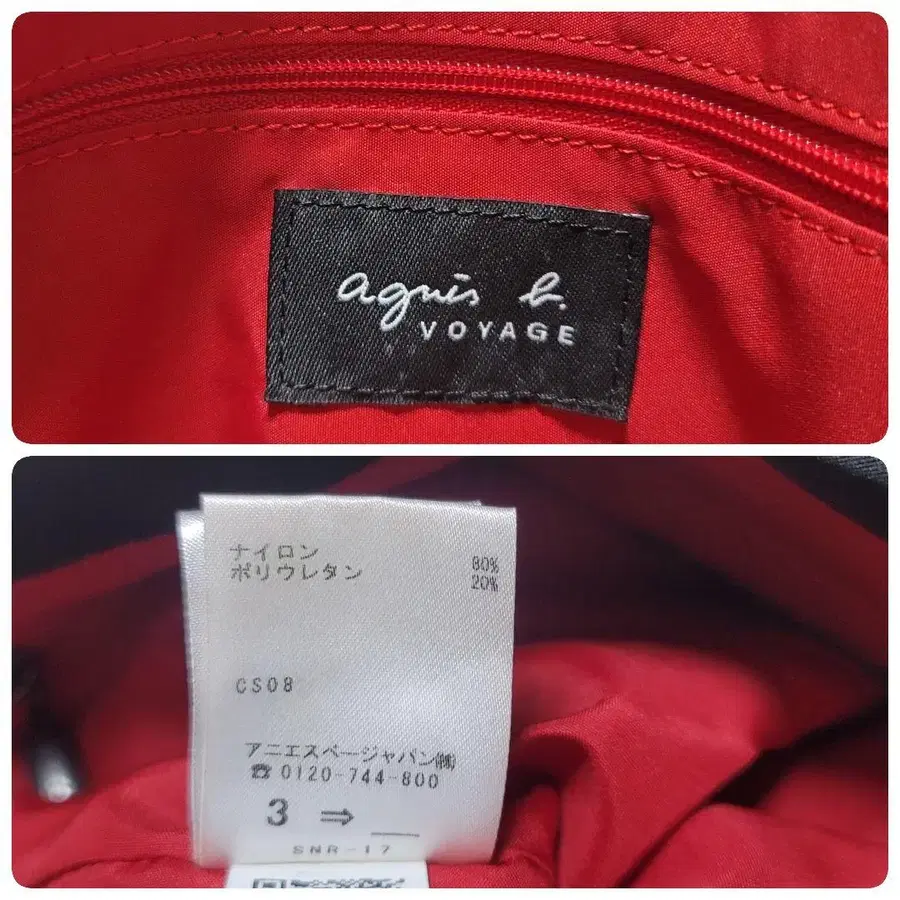 agnès b.
VOYAGE
ナイロン 80%
ポリウレタン 20%
CS08
アニエスベージャパン㈱
☎ 0120-744-800
3 ⇒
SNR-17